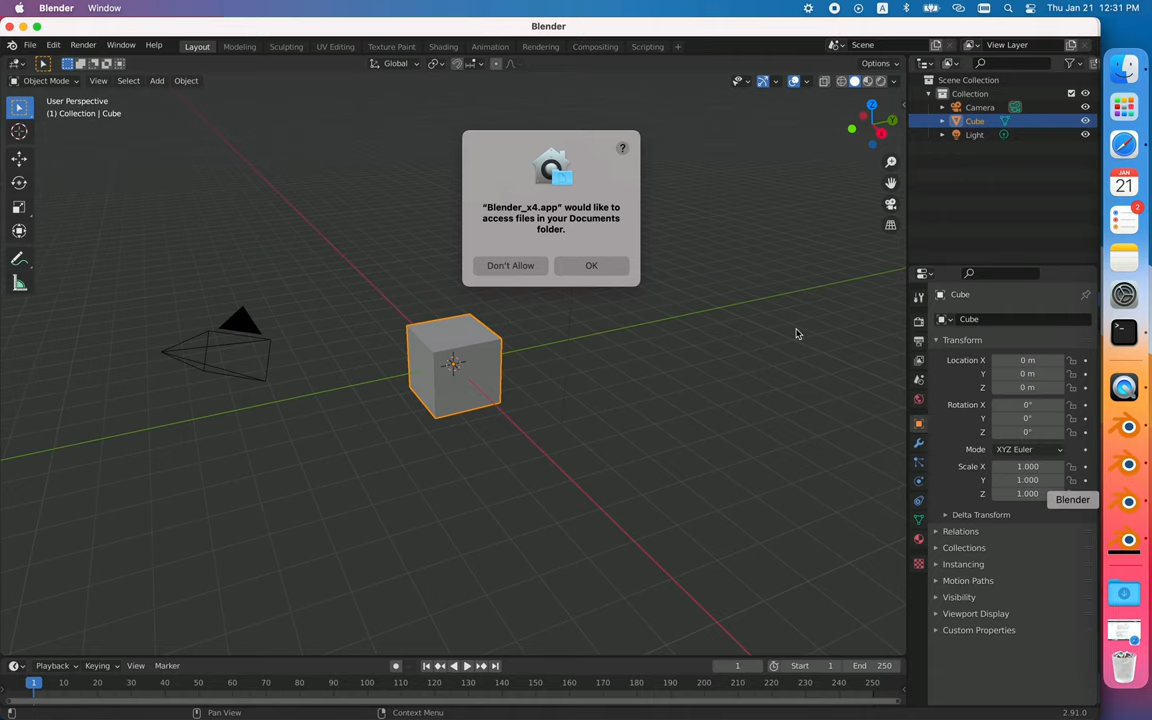 Blender Window
A
Thu Jan 21 12:31 PM
Blender
File Edit Render Window Help
Layout Modeling Sculpting UV Editing Texture Paint Shading Animation Rendering Compositing Scripting +
Scene
View Layer
Global
Options
Object Mode View Select Add Object
User Perspective
(1) Collection | Cube
Z
Y
X
Scene Collection
Collection
Camera
Cube
Light
?
“Blender_x4.app” would like to
access files in your Documents
folder.
Don't Allow OK
Cube
Cube
Transform
Location X 0 m
Y 0 m
Z 0 m
Rotation X 0°
Y 0°
Z 0°
Mode XYZ Euler
Scale X 1.000
Y 1.000
Z 1.000
Blender
Delta Transform
Relations
Collections
Instancing
Motion Paths
Visibility
Viewport Display
Custom Properties
JAN
21
2
Playback Keying View Marker
1
Start 1
End 250
1 10 20 30 40 50 60 70 80 90 100 110 120 130 140 150 160 170 180 190 200 210 220 230 240 250
Pan View
Context Menu
2.91.0